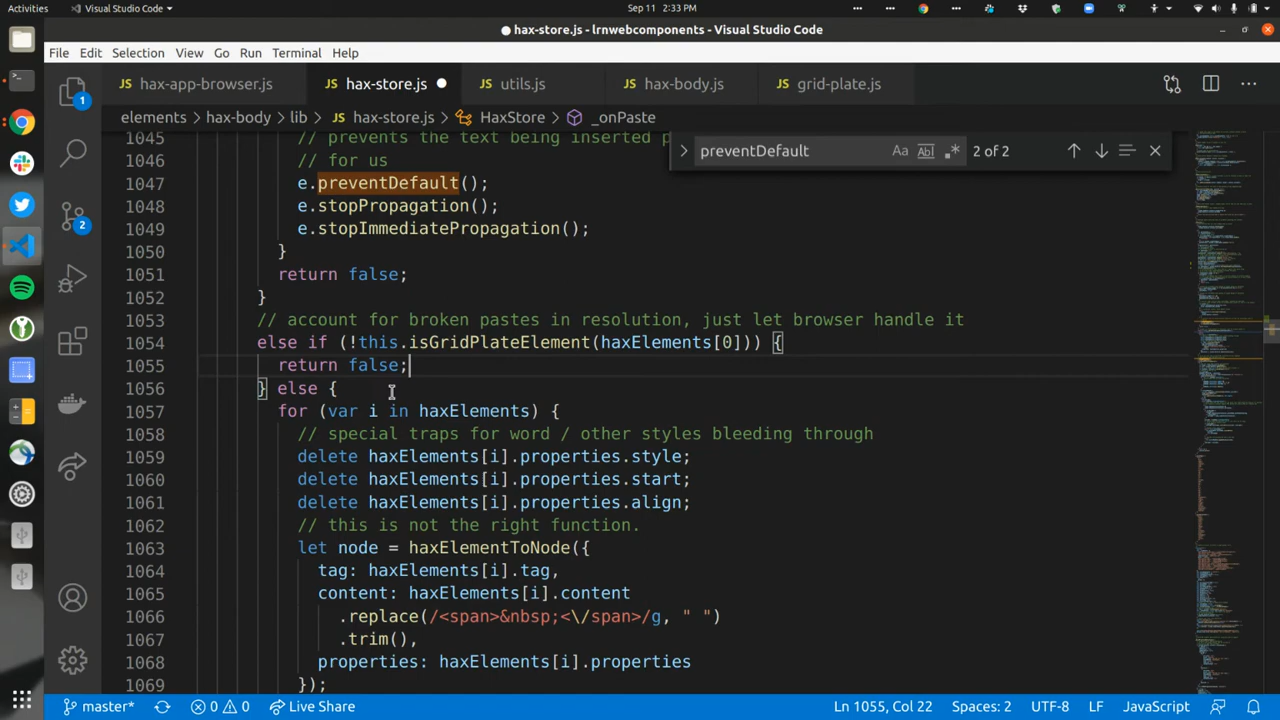 Activities
Visual Studio Code
Sep 11 2:33 PM
hax-store.js - lrnwebcomponents - Visual Studio Code
File Edit Selection View Go Run Terminal Help
JS hax-app-browser.js JS hax-store.js JS utils.js JS hax-body.js JS grid-plate.js
elements > hax-body > lib > JS hax-store.js > HaxStore > _onPaste
preventDefault Aa Abl .* 2 of 2
1045 // prevents the text being inserted
1046 // for us
1047 e.preventDefault();
1048 e.stopPropagation();
1049 e.stopImmediatePropagation();
1050 }
1051 return false;
1052 }
1053 // account for broken pastes in resolution, just let browser handle it
1054 else if (!this.isGridPlateElement(haxElements[0])) {
1055 return false;
1056 } else {
1057 for (var i in haxElements) {
1058 // special traps for word / other styles bleeding through
1059 delete haxElements[i].properties.style;
1060 delete haxElements[i].properties.start;
1061 delete haxElements[i].properties.align;
1062 // this is not the right function.
1063 let node = haxElementToNode({
1064 tag: haxElements[i].tag,
1065 content: haxElements[i].content
1066 .replace(/<span>&nbsp;<\/span>/g, " ")
1067 .trim(),
1068 properties: haxElements[i].properties
1069 });
1
2
master* 0 0 Live Share Ln 1055, Col 22 Spaces: 2 UTF-8 LF JavaScript